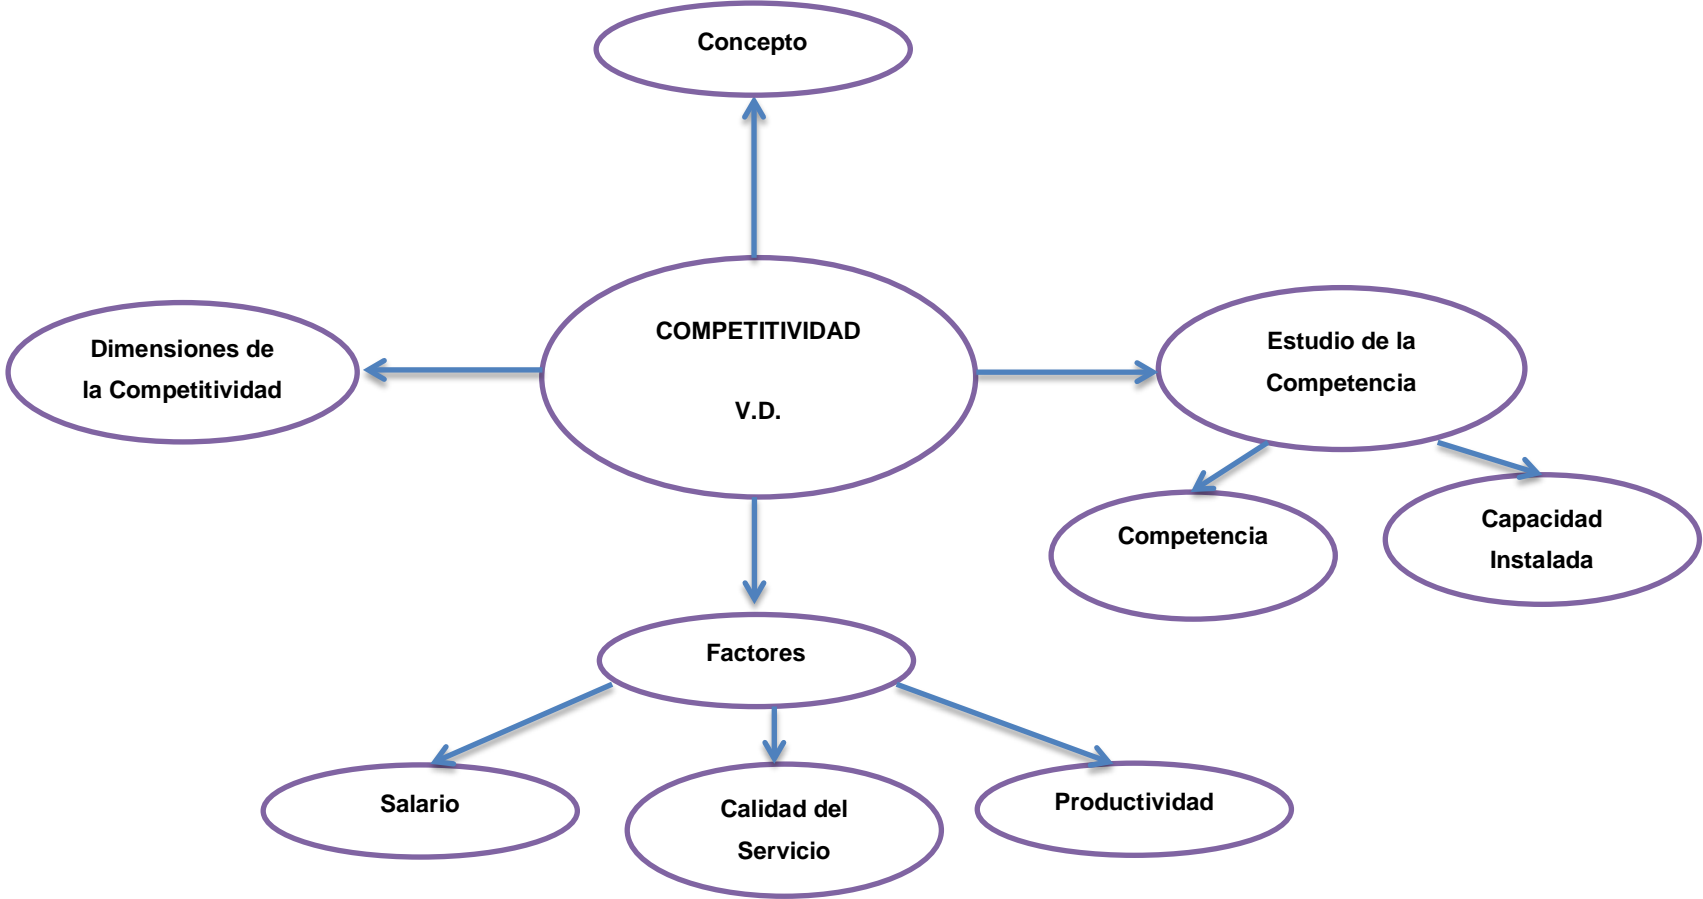 Concepto
COMPETITIVIDAD
V.D.
Dimensiones de
la Competitividad
Estudio de la
Competencia
Competencia
Capacidad
Instalada
Factores
Salario
Calidad del
Servicio
Productividad